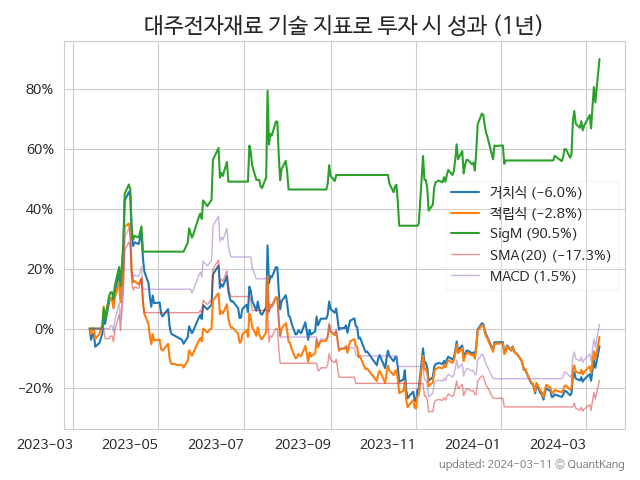 대주전자재료 기술 지표로 투자 시 성과 (1년)
80%
60%
40%
20%
0%
−20%
거치식 (−6.0%)
적립식 (−2.8%)
SigM (90.5%)
SMA(20) (−17.3%)
MACD (1.5%)
2023-03
2023-05
2023-07
2023-09
2023-11
2024-01
2024-03
updated: 2024-03-11 © QuantKang